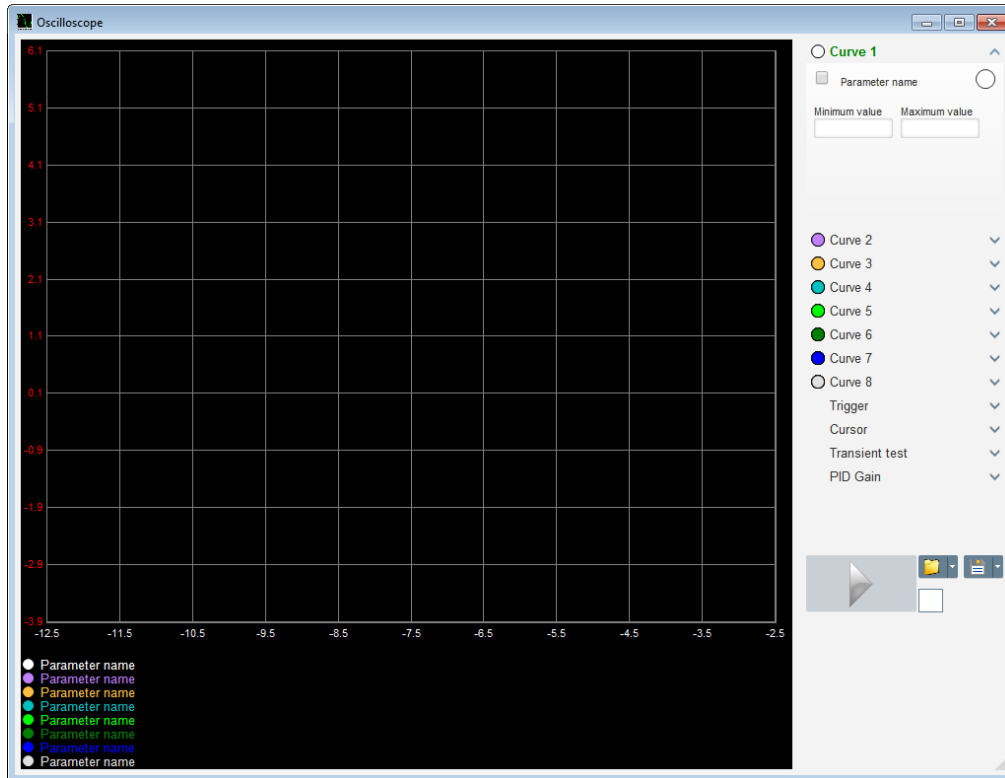 Oscilloscope
6.1
5.1
4.1
3.1
2.1
1.1
0.1
-0.9
-1.9
-2.9
-3.9
-12.5 -11.5 -10.5 -9.5 -8.5 -7.5 -6.5 -5.5 -4.5 -3.5 -2.5
Parameter name
Parameter name
Parameter name
Parameter name
Parameter name
Parameter name
Parameter name
Parameter name
Curve 1
Parameter name
Minimum value Maximum value
Curve 2
Curve 3
Curve 4
Curve 5
Curve 6
Curve 7
Curve 8
Trigger
Cursor
Transient test
PID Gain